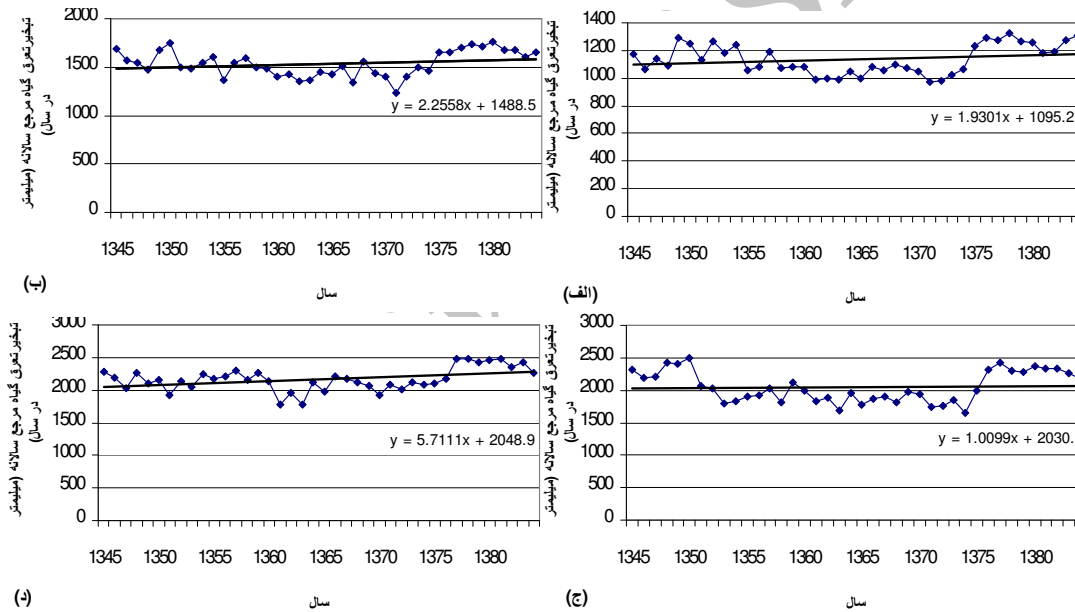 تبخیرتعرق گیاه مرجع سالانه (میلیمتر
در سال)
1400
1200
1000
800
600
400
200
0
y = 1.9301x + 1095.2
1345 1350 1355 1360 1365 1370 1375 1380
سال
(الف)
تبخیرتعرق گیاه مرجع سالانه (میلیمتر
در سال)
2000
1500
1000
500
0
y = 2.2558x + 1488.5
1345 1350 1355 1360 1365 1370 1375 1380
سال
(ب)
تبخیرتعرق گیاه مرجع سالانه (میلیمتر
در سال)
3000
2500
2000
1500
1000
500
0
y = 1.0099x + 2030.
1345 1350 1355 1360 1365 1370 1375 1380
سال
(ج)
تبخیرتعرق گیاه مرجع سالانه (میلیمتر
در سال)
3000
2500
2000
1500
1000
500
0
y = 5.7111x + 2048.9
1345 1350 1355 1360 1365 1370 1375 1380
سال
(د)